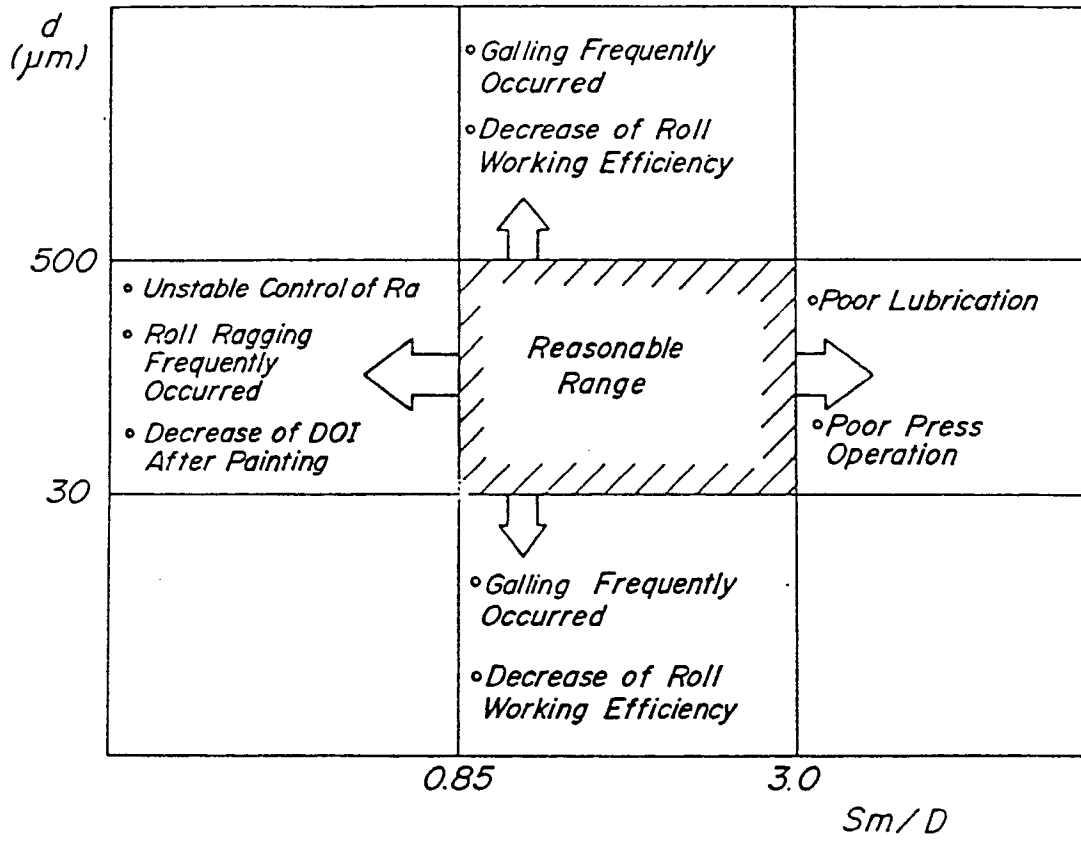 d
(μm)
∘ Galling Frequently
Occurred
∘ Decrease of Roll
Working Efficiency
500
∘ Unstable Control of Ra
∘ Roll Ragging
Frequently
Occurred
∘ Decrease of DOI
After Painting
Reasonable
Range
∘ Poor Lubrication
∘ Poor Press
Operation
30
∘ Galling Frequently
Occurred
∘ Decrease of Roll
Working Efficiency
0.85
3.0
Sm/D